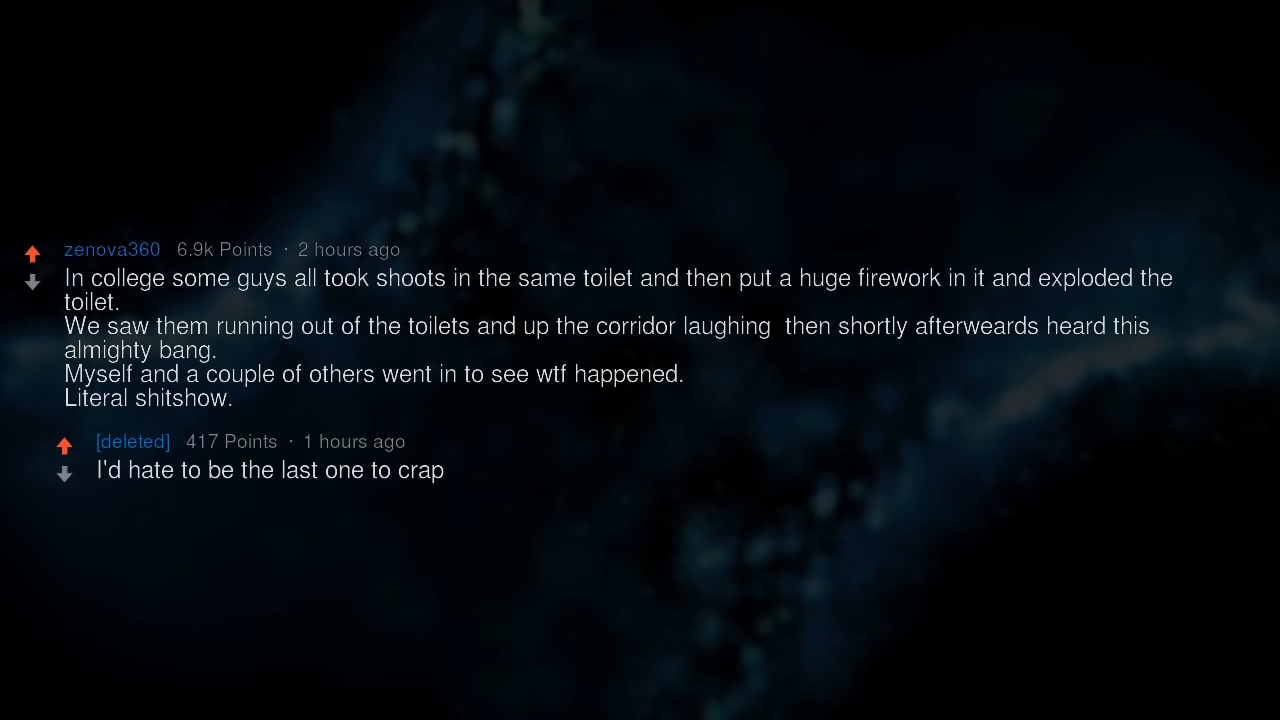 zenova360 6.9k Points · 2 hours ago
In college some guys all took shoots in the same toilet and then put a huge firework in it and exploded the
toilet.
We saw them running out of the toilets and up the corridor laughing  then shortly afterweards heard this
almighty bang.
Myself and a couple of others went in to see wtf happened.
Literal shitshow.
[deleted] 417 Points · 1 hours ago
I'd hate to be the last one to crap